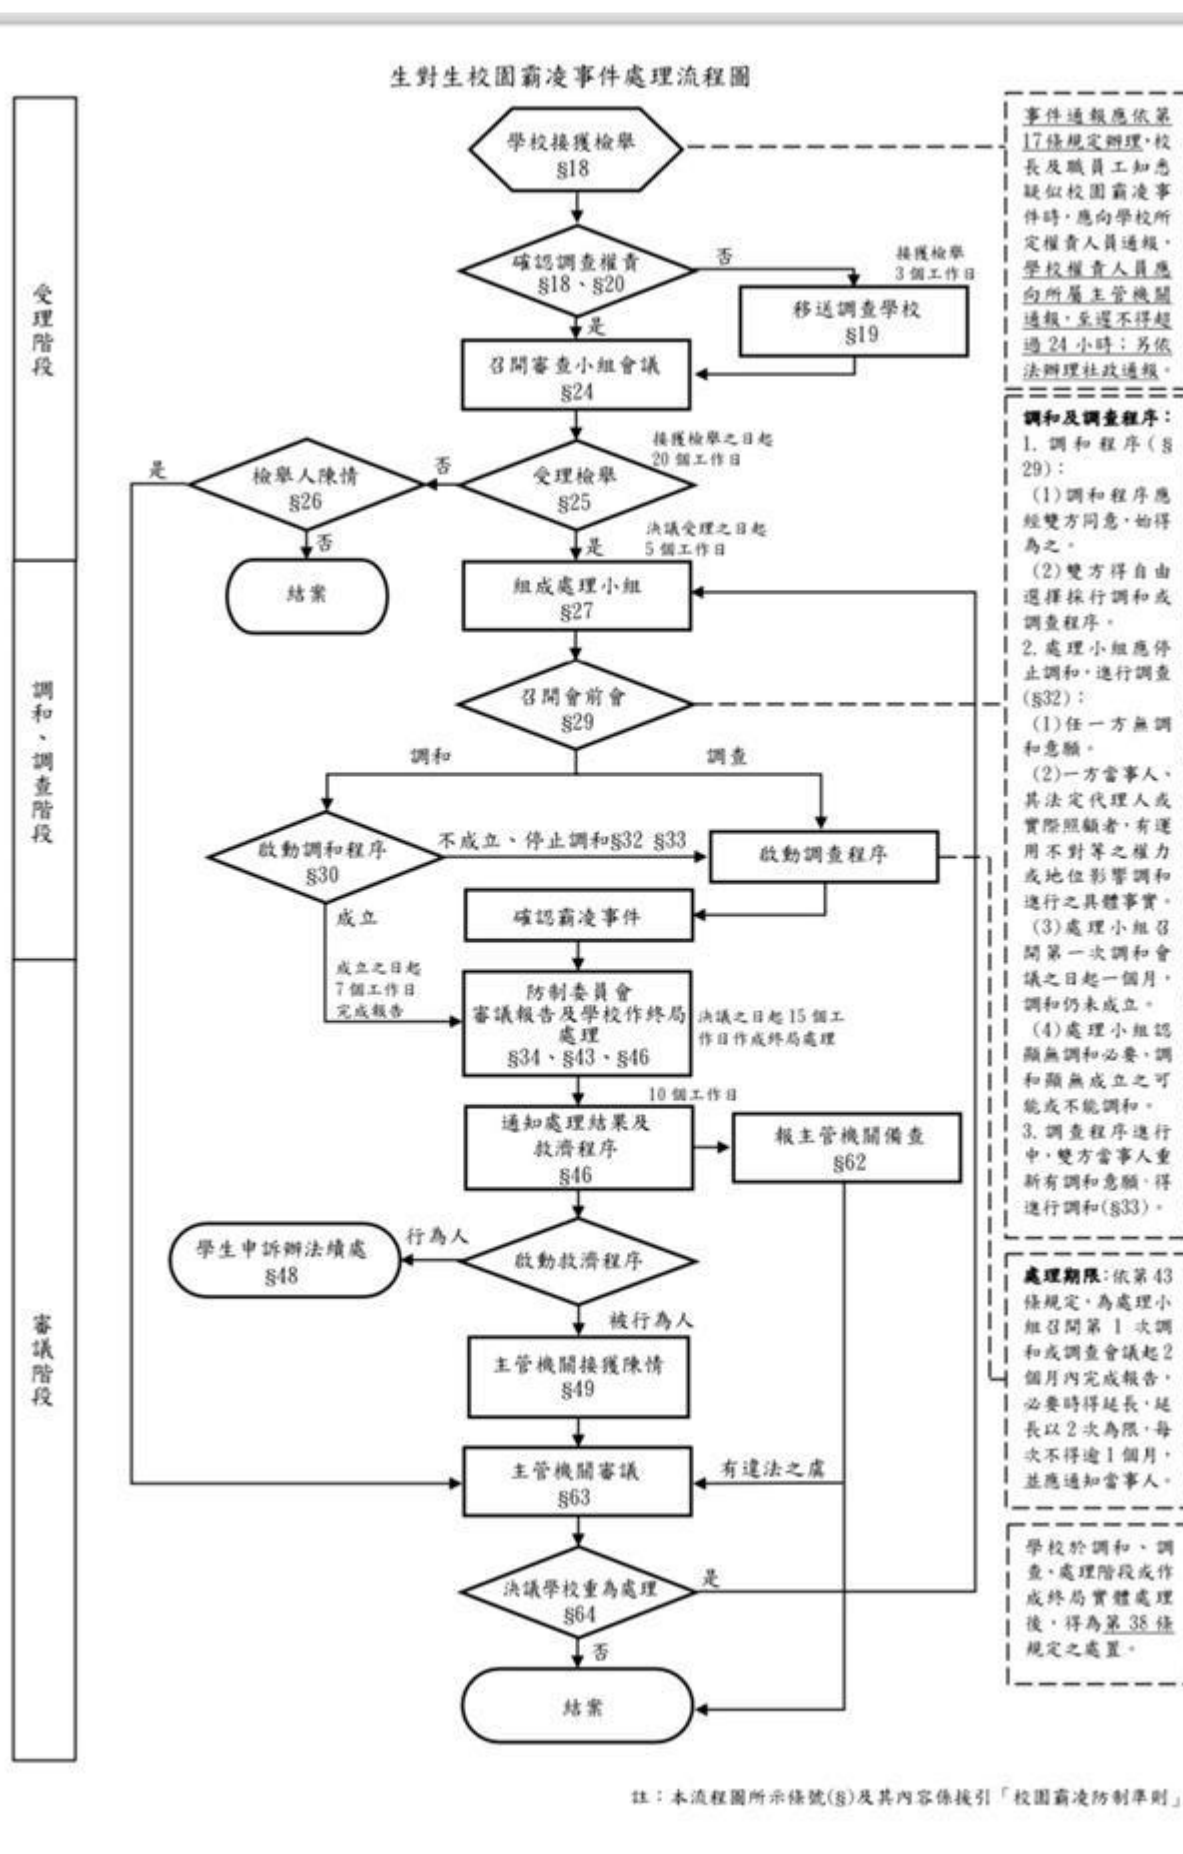 生對生校園霸凌事件處理流程圖
受理階段
調和、調查階段
審議階段
學校接獲檢舉
§18
確認調查權責
§18、§20
否
接獲檢舉
3 個工作日
移送調查學校
§19
是
召開審查小組會議
§24
接獲檢舉之日起
20 個工作日
受理檢舉
§25
否
檢舉人陳情
§26
是
否
結案
決議受理之日起
5 個工作日
是
組成處理小組
§27
召開會前會
§29
調和
調查
啟動調和程序
§30
不成立、停止調和§32 §33
啟動調查程序
成立
確認霸凌事件
成立之日起
7 個工作日
完成報告
防制委員會
審議報告及學校作終局
處理
§34、§43、§46
決議之日起 15 個工
作日作成終局處理
10 個工作日
通知處理結果及
救濟程序
§46
報主管機關備查
§62
啟動救濟程序
行為人
學生申訴辦法續處
§48
被行為人
主管機關接獲陳情
§49
主管機關審議
§63
有違法之虞
決議學校重為處理
§64
是
否
結案
事件通報應依第
17條規定辦理,校
長及職員工知悉
疑似校園霸凌事
件時,應向學校所
定權責人員通報,
學校權責人員應
向所屬主管機關
通報,至遲不得超
過 24 小時;另依
法辦理社政通報。
調和及調查程序:
1. 調和程序(§
29):
(1)調和程序應
經雙方同意,始得
為之。
(2)雙方得自由
選擇採行調和或
調查程序。
2. 處理小組應停
止調和,進行調查
(§32):
(1)任一方無調
和意願。
(2)一方當事人、
其法定代理人或
實際照顧者,有運
用不對等之權力
或地位影響調和
進行之具體事實。
(3)處理小組召
開第一次調和會
議之日起一個月,
調和仍未成立。
(4)處理小組認
顯無調和必要、調
和顯無成立之可
能或不能調和。
3. 調查程序進行
中,雙方當事人重
新有調和意願,得
進行調和(§33)。
處理期限:依第 43
條規定,為處理小
組召開第 1 次調
和或調查會議起 2
個月內完成報告,
必要時得延長,延
長以 2 次為限,每
次不得逾 1 個月,
並應通知當事人。
學校於調和、調
查、處理階段或作
成終局實體處理
後,得為第 38 條
規定之處置。
註:本流程圖所示條號(§)及其內容係援引「校園霸凌防制準則」